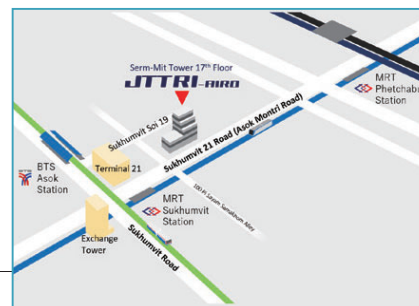 Serm-Mit Tower 17th Floor
JTTRI-AIRO
MRT
Phetchaburi
Station
Sukhumvit Soi 19
Sukhumvit 21 Road (Asok Montri Road)
BTS
Asok
Station
Terminal 21
MRT
Sukhumvit
Station
Exchange
Tower
Sukhumvit Road